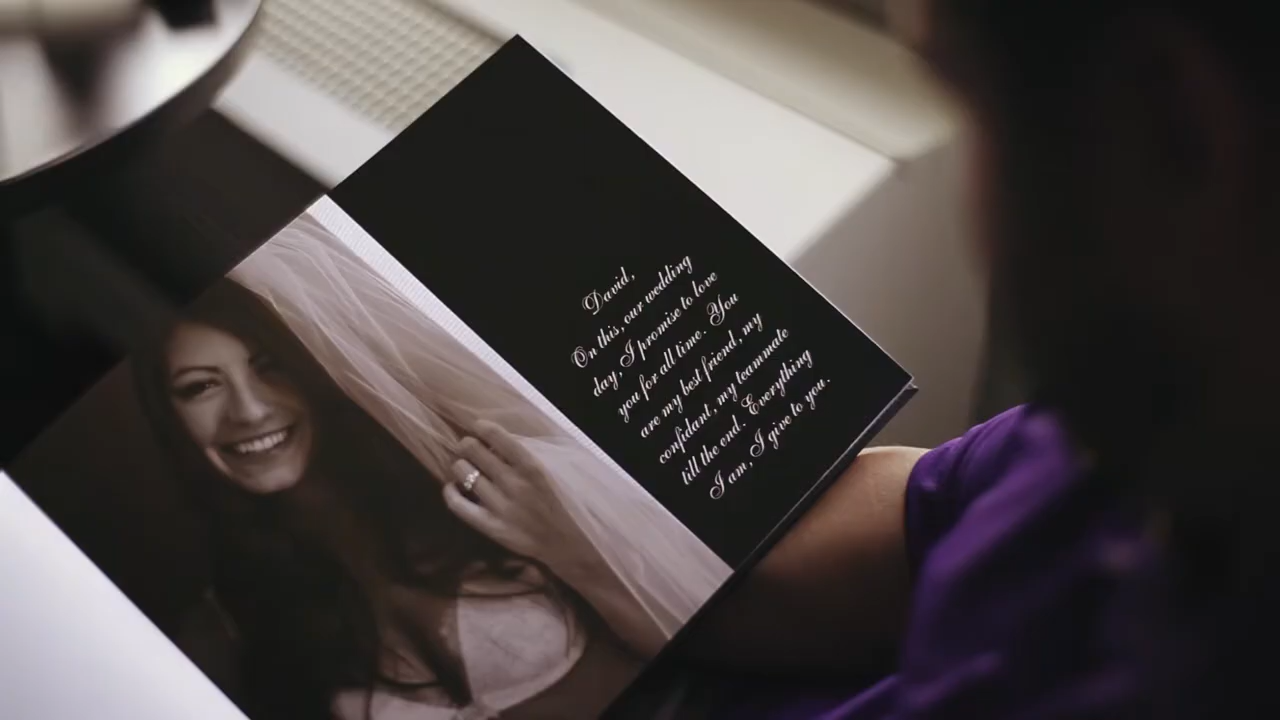 David,
On this, our wedding
day, I promise to love
you for all time. You
are my best friend, my
confidant, my teammate
till the end. Everything
I am, I give to you.